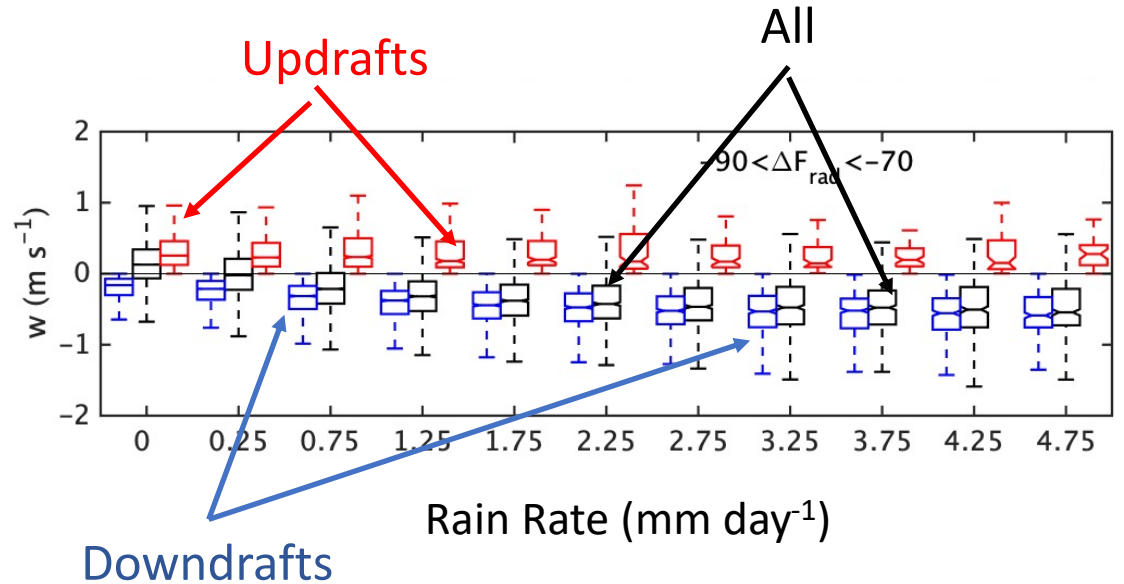 All
Updrafts
-90<ΔF_rad<-70
2
1
0
−1
−2
w (m s⁻¹)
0 0.25 0.75 1.25 1.75 2.25 2.75 3.25 3.75 4.25 4.75
Rain Rate (mm day⁻¹)
Downdrafts